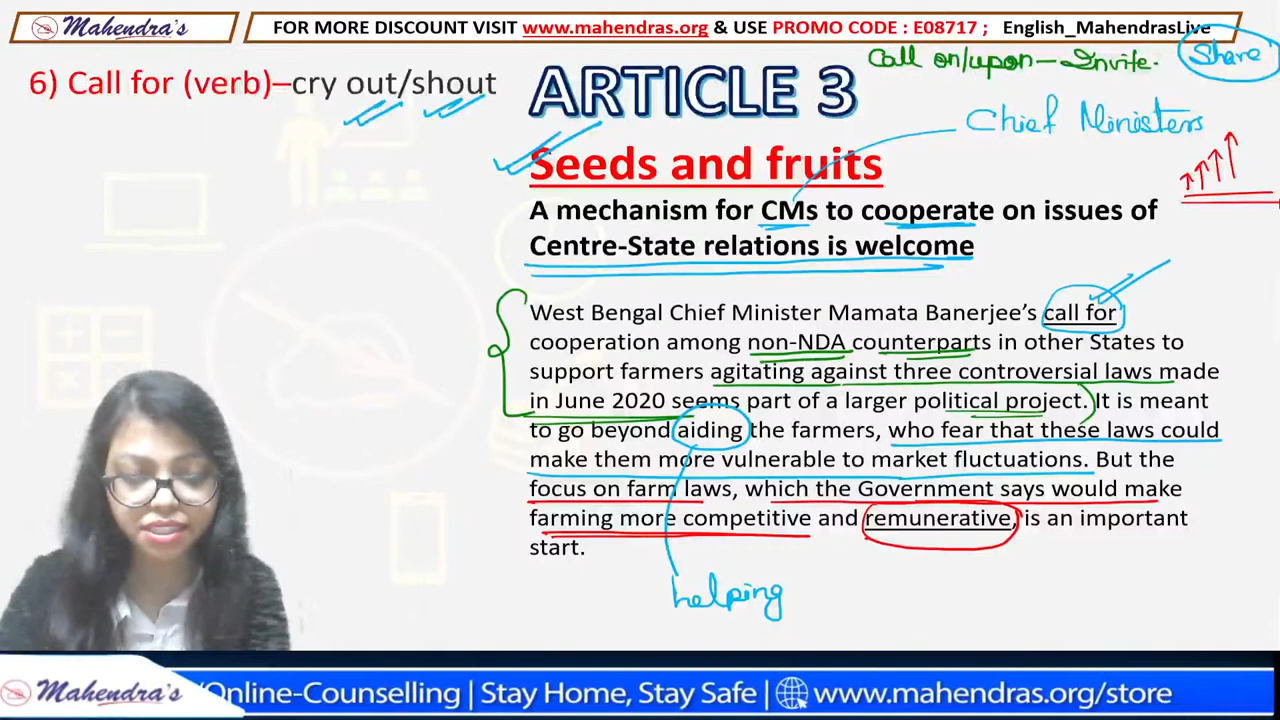 Mahendra's
FOR MORE DISCOUNT VISIT www.mahendras.org & USE PROMO CODE : E08717 ; English_MahendrasLive
Call on/upon – Invite.
Share
6) Call for (verb)–cry out/shout
ARTICLE 3
Chief Ministers
Seeds and fruits
A mechanism for CMs to cooperate on issues of
Centre-State relations is welcome
West Bengal Chief Minister Mamata Banerjee's call for
cooperation among non-NDA counterparts in other States to
support farmers agitating against three controversial laws made
in June 2020 seems part of a larger political project. It is meant
to go beyond aiding the farmers, who fear that these laws could
make them more vulnerable to market fluctuations. But the
focus on farm laws, which the Government says would make
farming more competitive and remunerative, is an important
start.
helping
Mahendra's
/Online-Counselling | Stay Home, Stay Safe | www.mahendras.org/store